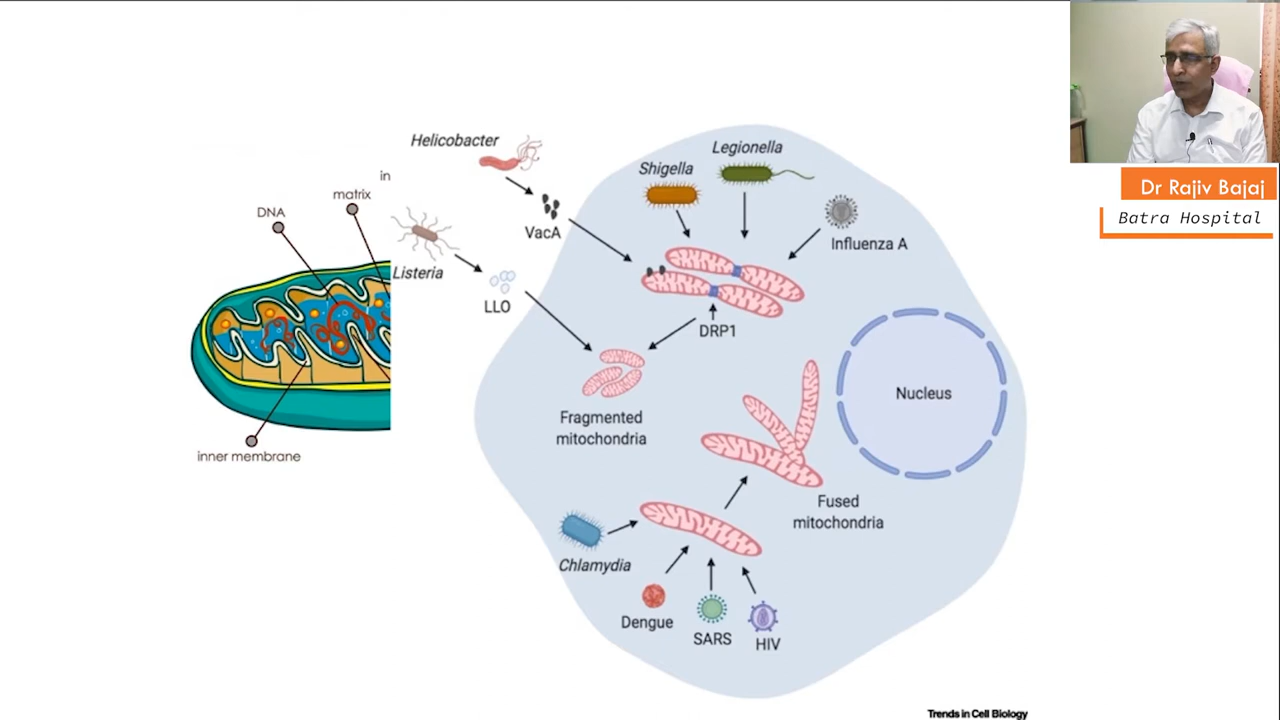 Helicobacter
Legionella
Shigella
in
matrix
DNA
VacA
Influenza A
Listeria
LLO
DRP1
Nucleus
Fragmented
mitochondria
inner membrane
Fused
mitochondria
Chlamydia
Dengue
SARS
HIV
Trends in Cell Biology
Dr Rajiv Bajaj
Batra Hospital